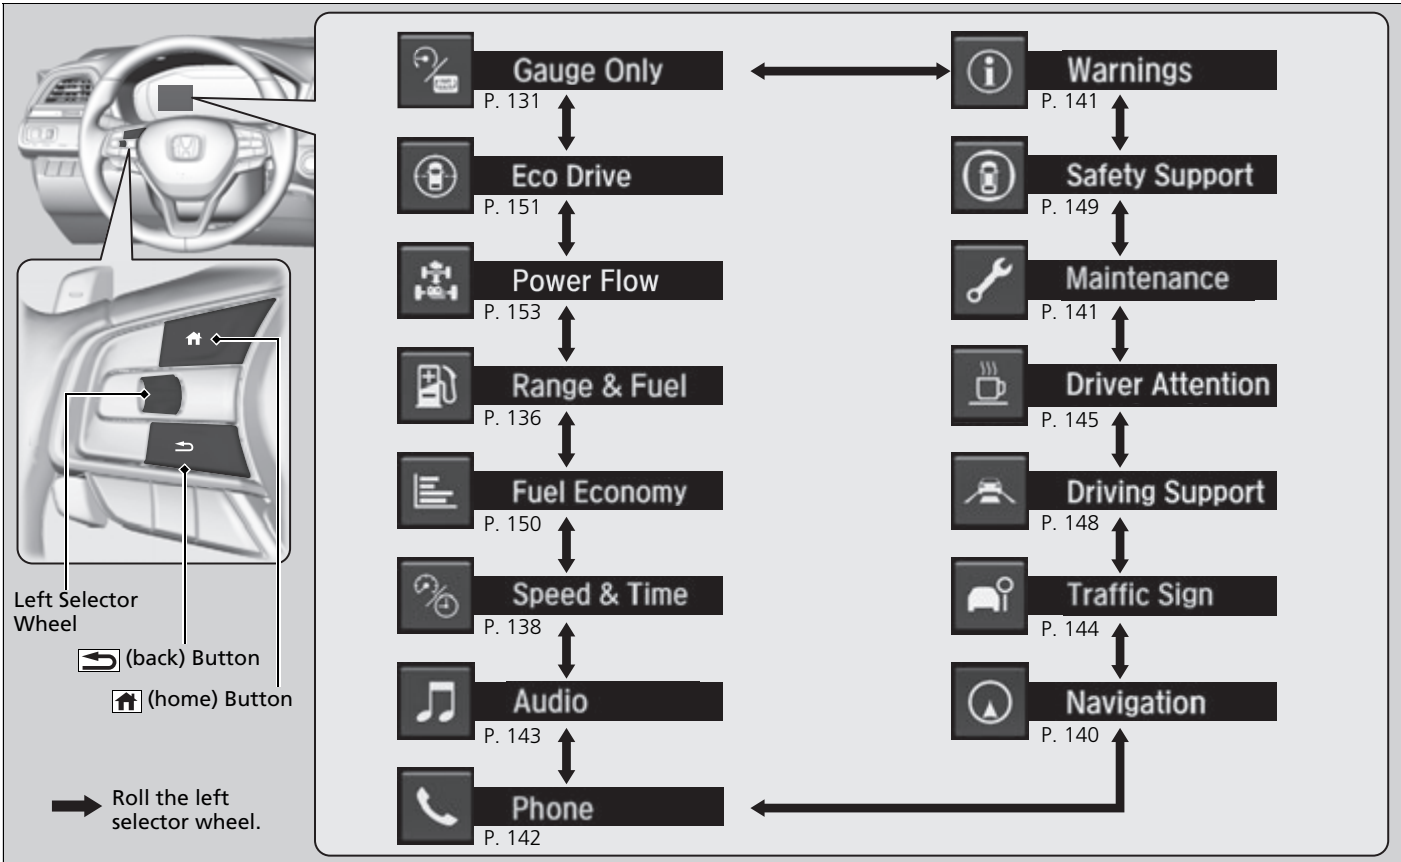 Gauge Only
P. 131
Eco Drive
P. 151
Power Flow
P. 153
Range & Fuel
P. 136
Fuel Economy
P. 150
Speed & Time
P. 138
Audio
P. 143
Phone
P. 142
Warnings
P. 141
Safety Support
P. 149
Maintenance
P. 141
Driver Attention
P. 145
Driving Support
P. 148
Traffic Sign
P. 144
Navigation
P. 140
Left Selector
Wheel
(back) Button
(home) Button
Roll the left
selector wheel.